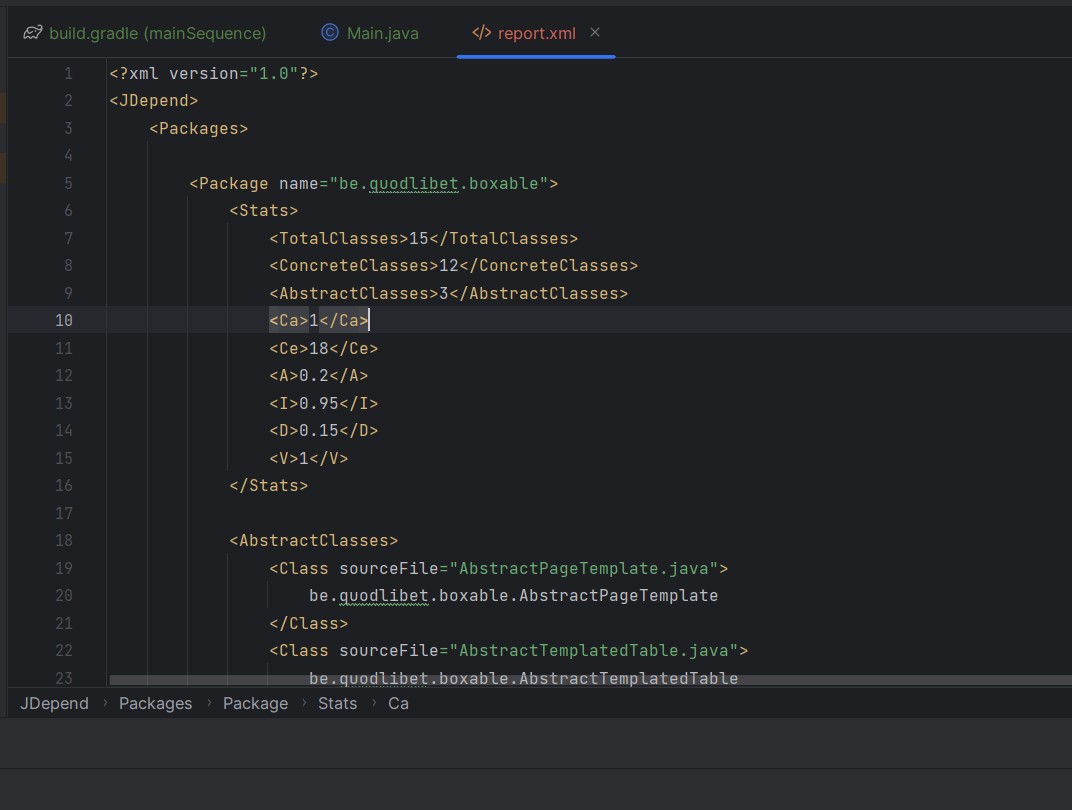 build.gradle (mainSequence) Main.java report.xml
1 <?xml version="1.0"?>
2 <JDepend>
3 <Packages>
4
5 <Package name="be.quodlibet.boxable">
6 <Stats>
7 <TotalClasses>15</TotalClasses>
8 <ConcreteClasses>12</ConcreteClasses>
9 <AbstractClasses>3</AbstractClasses>
10 <Ca>1</Ca>
11 <Ce>18</Ce>
12 <A>0.2</A>
13 <I>0.95</I>
14 <D>0.15</D>
15 <V>1</V>
16 </Stats>
17
18 <AbstractClasses>
19 <Class sourceFile="AbstractPageTemplate.java">
20 be.quodlibet.boxable.AbstractPageTemplate
21 </Class>
22 <Class sourceFile="AbstractTemplatedTable.java">
23 be.quodlibet.boxable.AbstractTemplatedTable
JDepend › Packages › Package › Stats › Ca